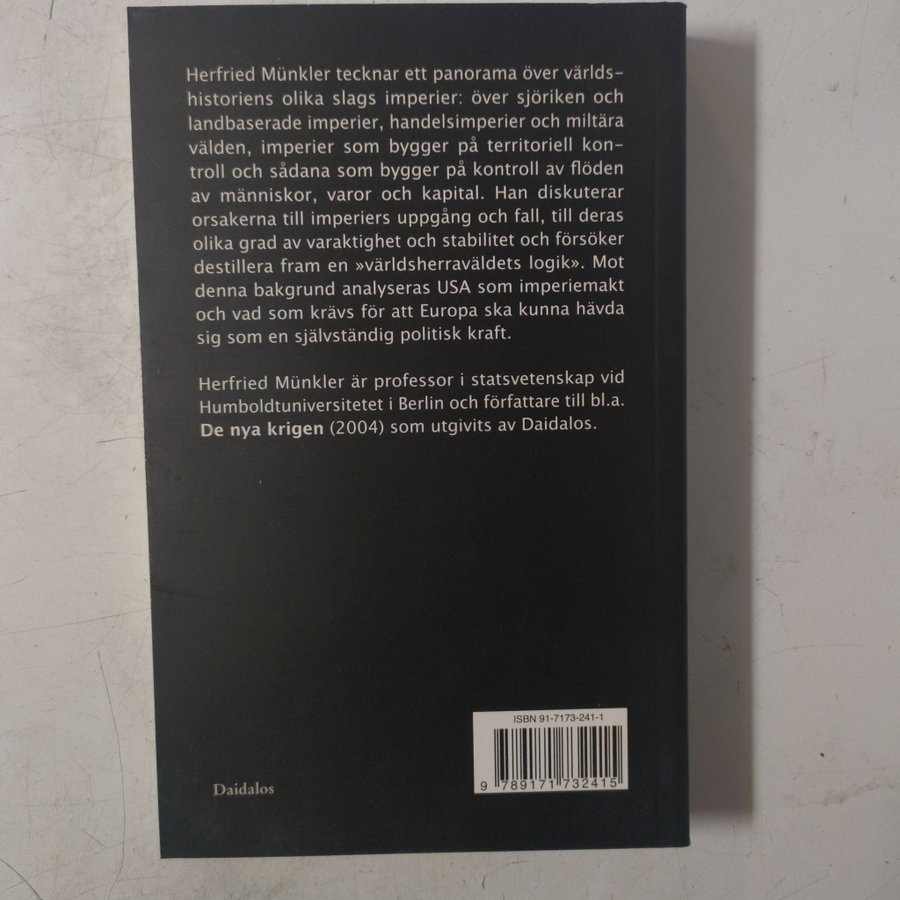 Herfried Münkler tecknar ett panorama över världs-
historiens olika slags imperier: över sjöriken och
landbaserade imperier, handelsimperier och miltära
välden, imperier som bygger på territoriell kon-
troll och sådana som bygger på kontroll av flöden
av människor, varor och kapital. Han diskuterar
orsakerna till imperiers uppgång och fall, till deras
olika grad av varaktighet och stabilitet och försöker
destillera fram en »världsherraväldets logik». Mot
denna bakgrund analyseras USA som imperiemakt
och vad som krävs för att Europa ska kunna hävda
sig som en självständig politisk kraft.
Herfried Münkler är professor i statsvetenskap vid
Humboldtuniversitetet i Berlin och författare till bl.a.
De nya krigen (2004) som utgivits av Daidalos.
ISBN 91-7173-241-1
9 789171 732415
Daidalos